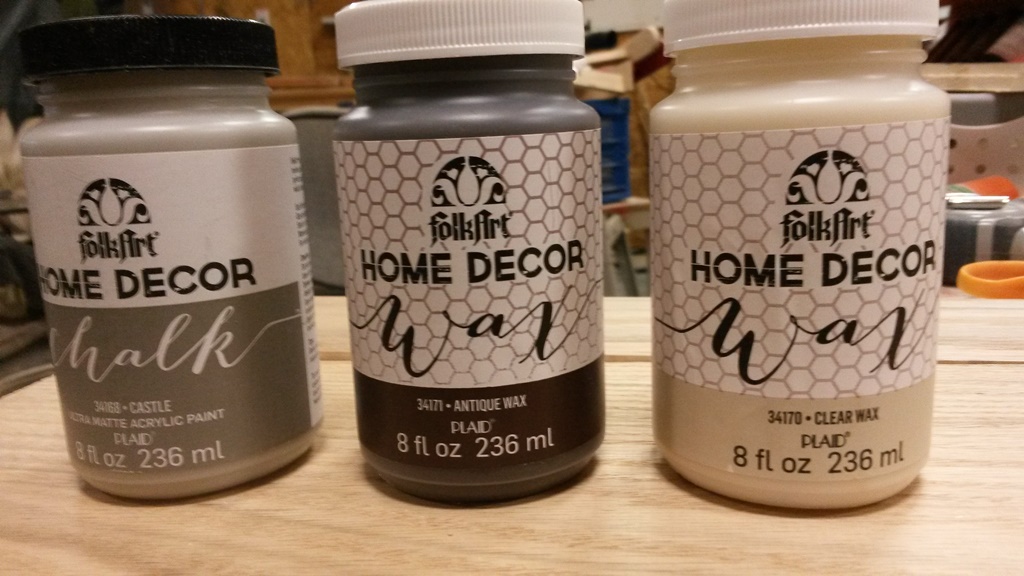 folkArt
HOME DECOR
Chalk
34168 • CASTLE
ULTRA MATTE ACRYLIC PAINT
PLAID®
8 fl oz 236 ml
folkArt®
HOME DECOR
Wax
34171 • ANTIQUE WAX
PLAID®
8 fl oz 236 ml
folkArt®
HOME DECOR
Wax
34170 • CLEAR WAX
PLAID®
8 fl oz 236 ml